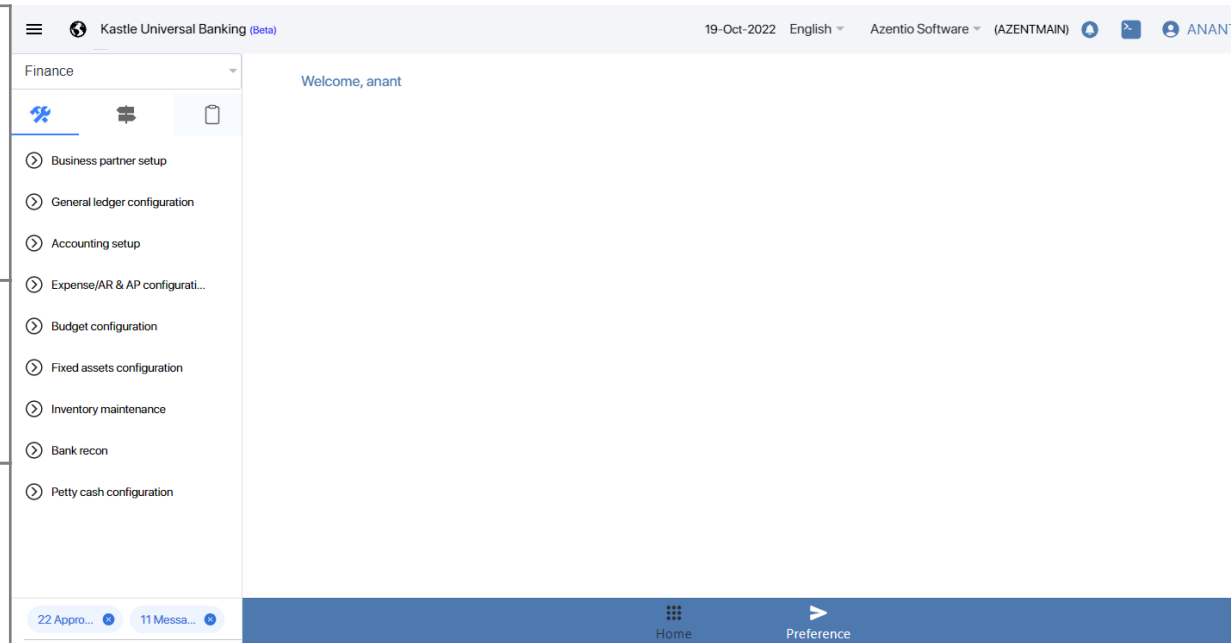 Kastle Universal Banking (Beta) 19-Oct-2022 English Azentio Software (AZENTMAIN) ANANT
Finance
Welcome, anant
Business partner setup
General ledger configuration
Accounting setup
Expense/AR & AP configurati...
Budget configuration
Fixed assets configuration
Inventory maintenance
Bank recon
Petty cash configuration
22 Appro... 11 Messa...
Home Preference